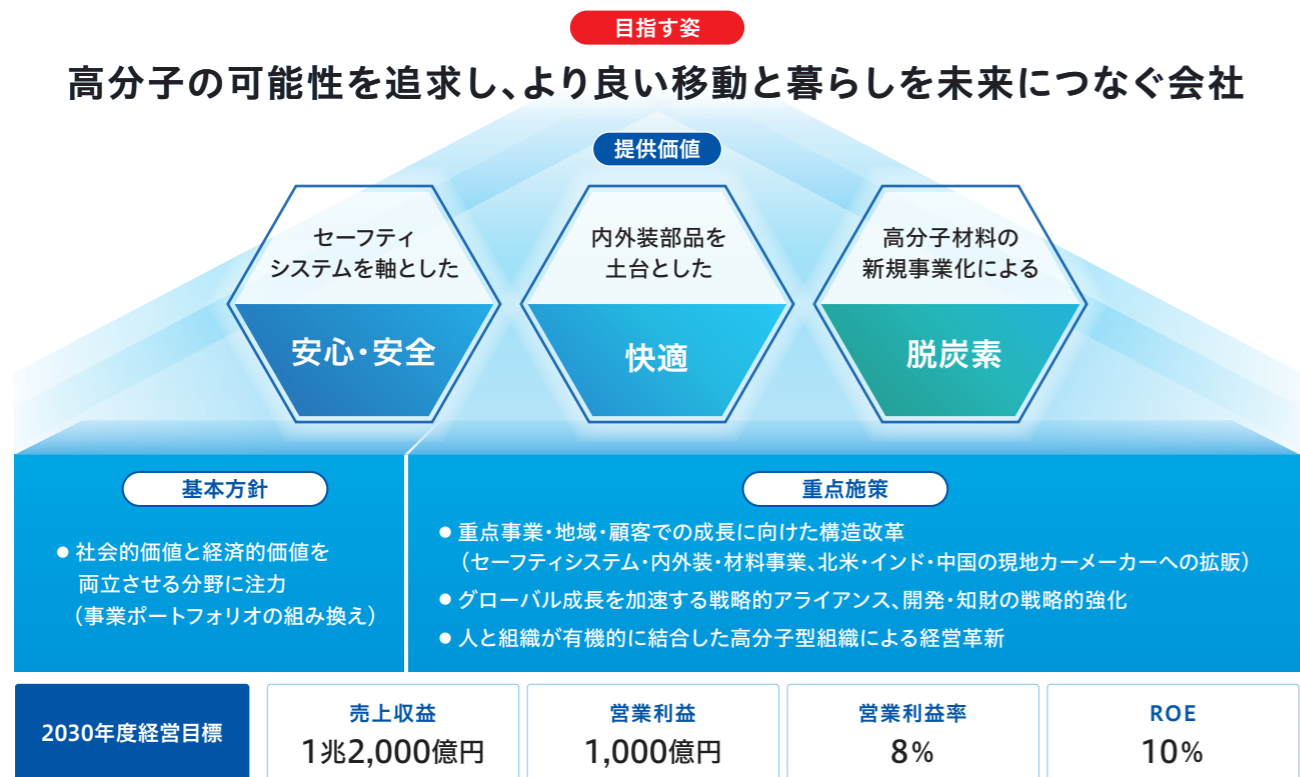 目指す姿
高分子の可能性を追求し、より良い移動と暮らしを未来につなぐ会社
提供価値
セーフティ
システムを軸とした
安心・安全
内外装部品を
土台とした
快適
高分子材料の
新規事業化による
脱炭素
基本方針
● 社会的価値と経済的価値を
両立させる分野に注力
（事業ポートフォリオの組み換え）
重点施策
● 重点事業・地域・顧客での成長に向けた構造改革
（セーフティシステム・内外装・材料事業、北米・インド・中国の現地カーメーカーへの拡販）
● グローバル成長を加速する戦略的アライアンス、開発・知財の戦略的強化
● 人と組織が有機的に結合した高分子型組織による経営革新
2030年度経営目標
売上収益
1兆2,000億円
営業利益
1,000億円
営業利益率
8%
ROE
10%